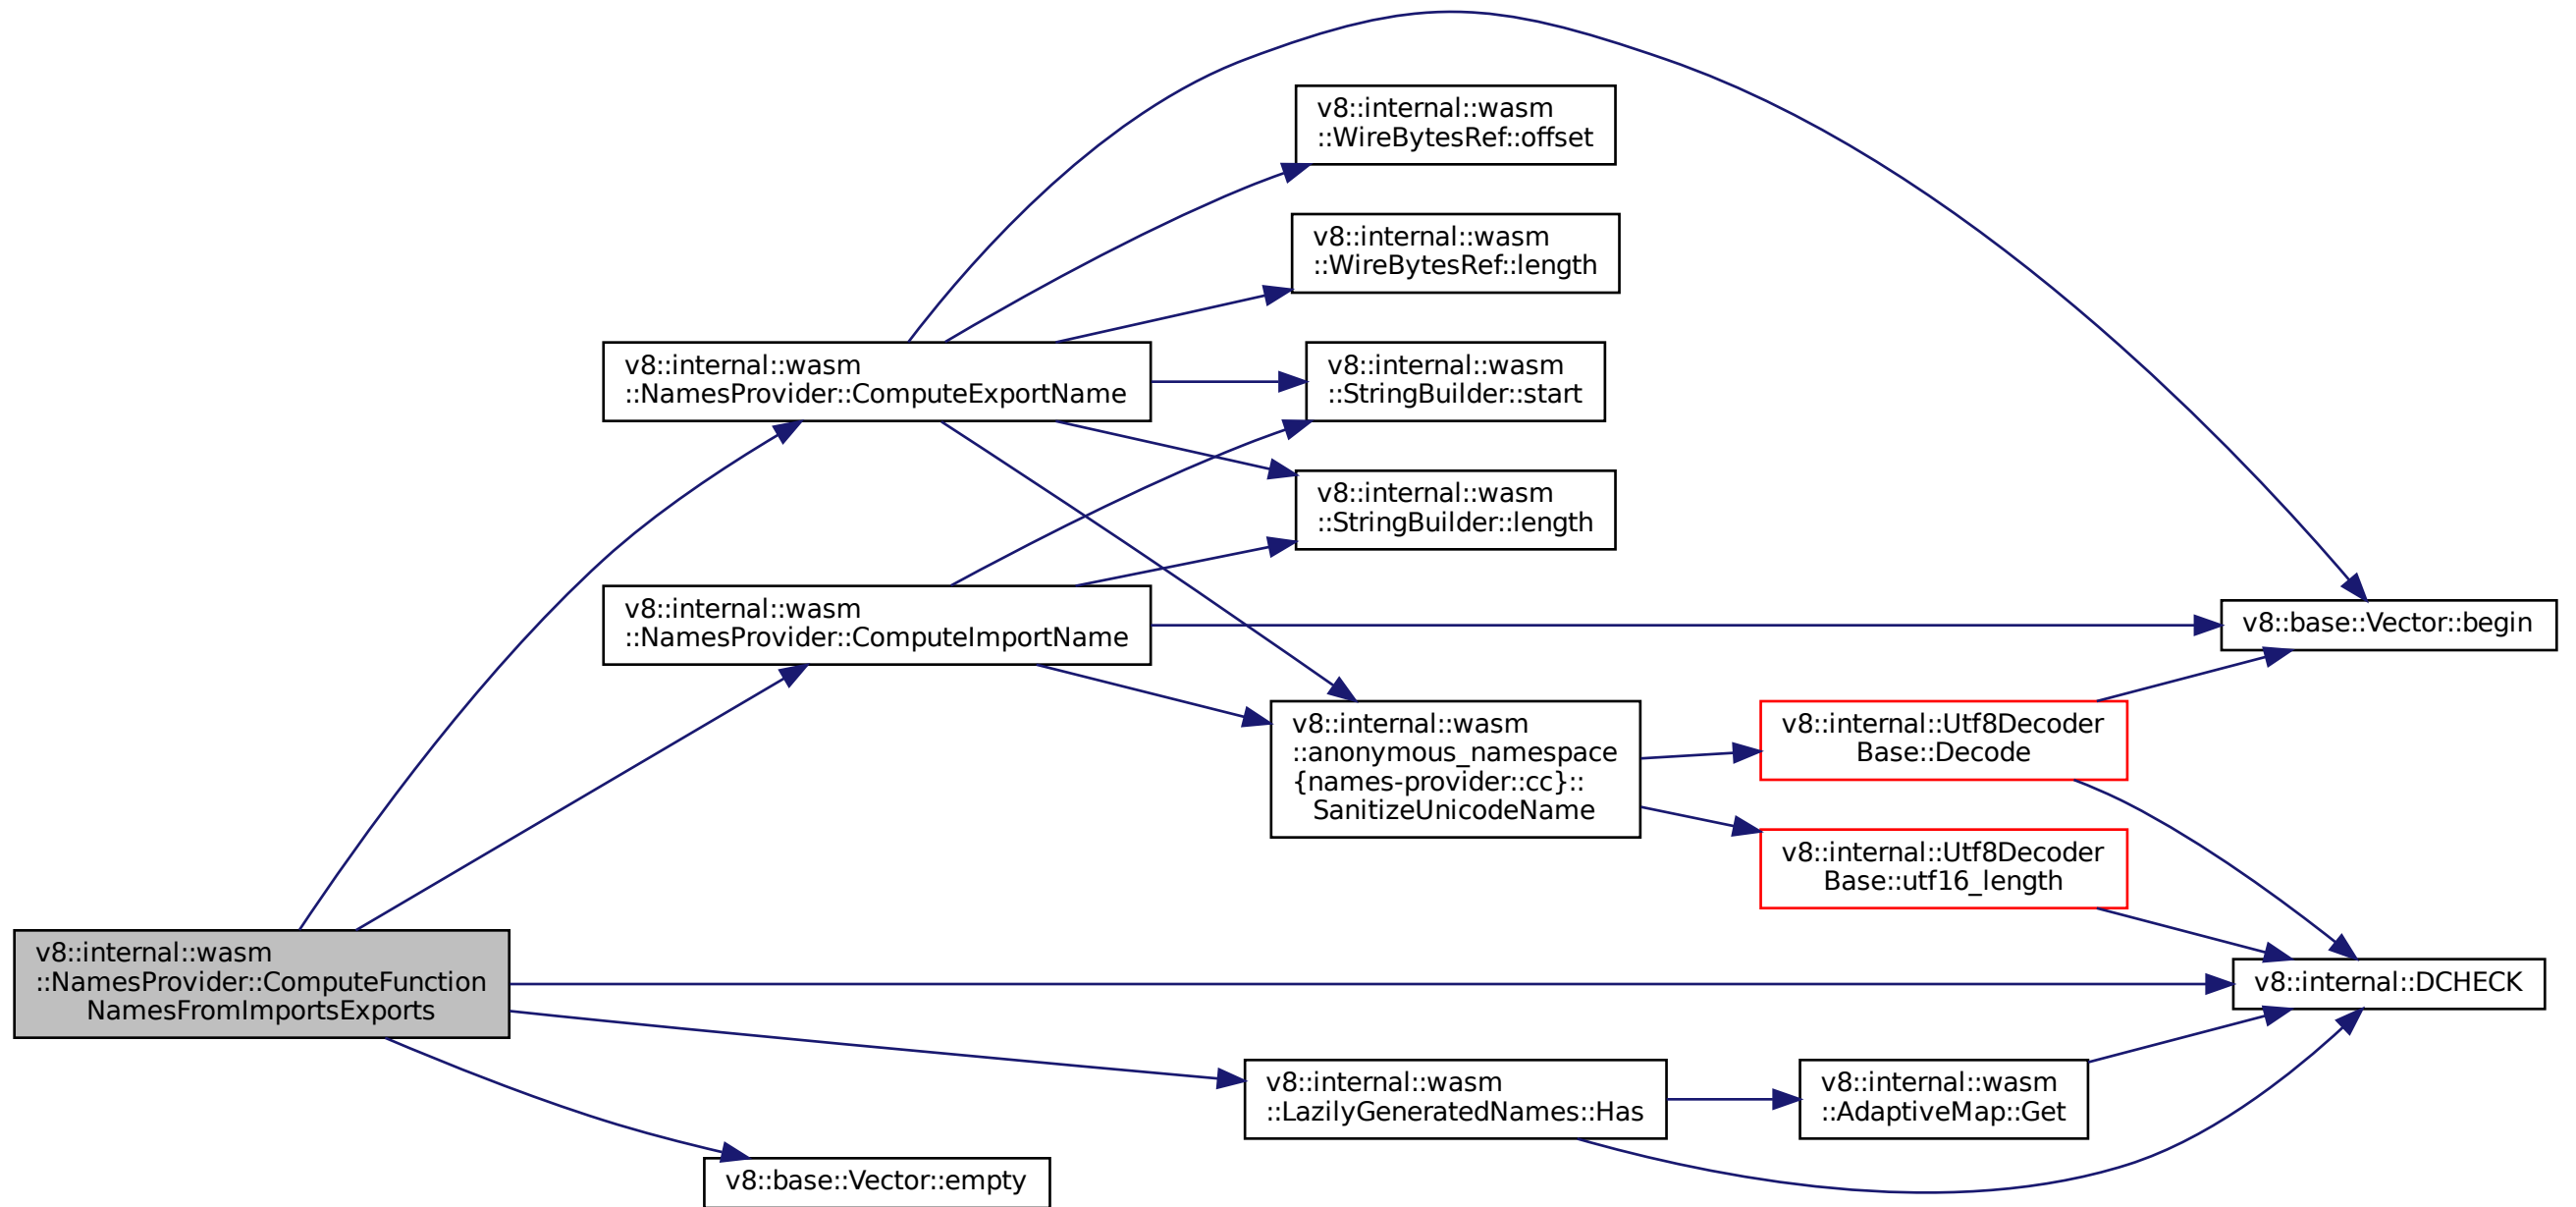 v8::internal::wasm
::WireBytesRef::offset
v8::internal::wasm
::WireBytesRef::length
v8::internal::wasm
::NamesProvider::ComputeExportName
v8::internal::wasm
::StringBuilder::start
v8::internal::wasm
::StringBuilder::length
v8::internal::wasm
::NamesProvider::ComputeImportName
v8::base::Vector::begin
v8::internal::wasm
::anonymous_namespace
{names-provider::cc}::
SanitizeUnicodeName
v8::internal::Utf8Decoder
Base::Decode
v8::internal::Utf8Decoder
Base::utf16_length
v8::internal::wasm
::NamesProvider::ComputeFunction
NamesFromImportsExports
v8::internal::DCHECK
v8::internal::wasm
::LazilyGeneratedNames::Has
v8::internal::wasm
::AdaptiveMap::Get
v8::base::Vector::empty